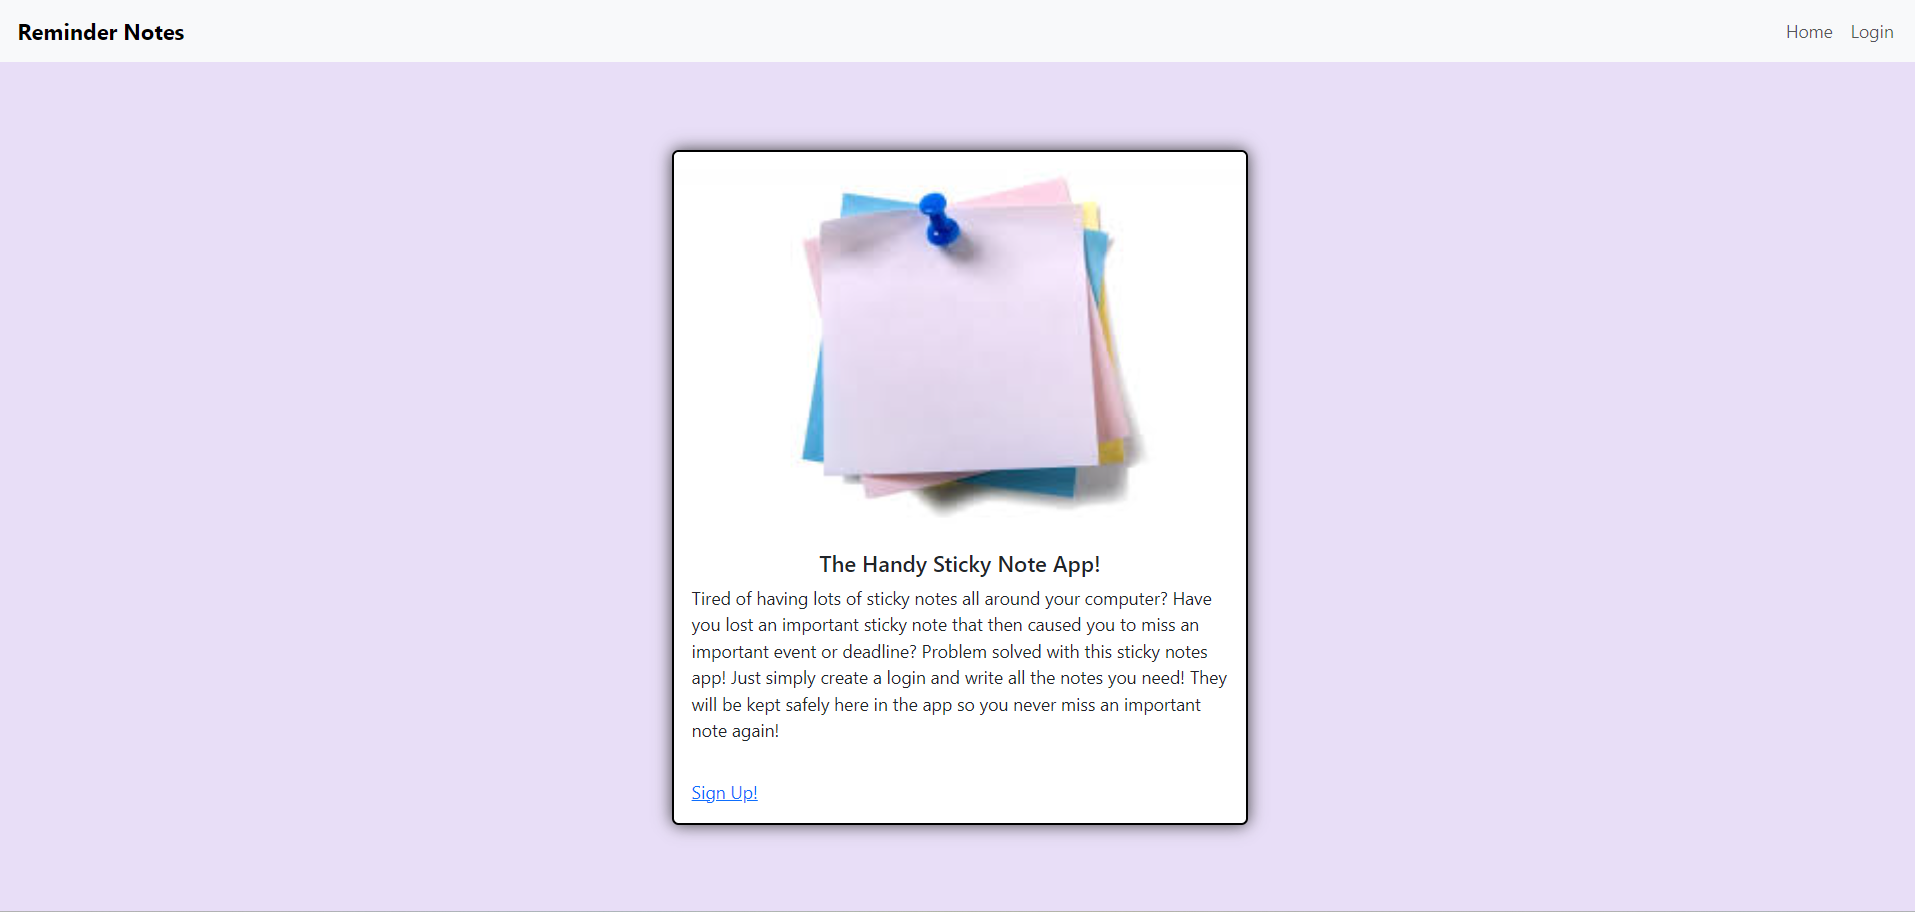 Reminder Notes
Home
Login
The Handy Sticky Note App!
Tired of having lots of sticky notes all around your computer? Have
you lost an important sticky note that then caused you to miss an
important event or deadline? Problem solved with this sticky notes
app! Just simply create a login and write all the notes you need! They
will be kept safely here in the app so you never miss an important
note again!
Sign Up!